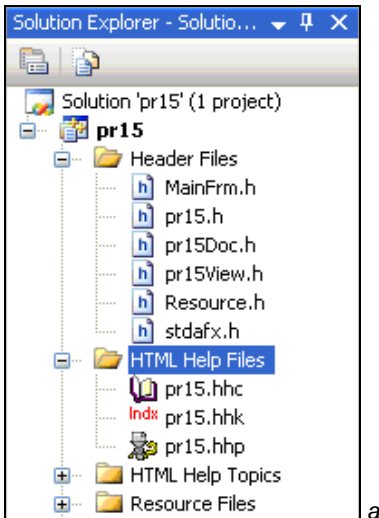 Solution Explorer - Solutio...
Solution 'pr15' (1 project)
pr15
Header Files
MainFrm.h
pr15.h
pr15Doc.h
pr15View.h
Resource.h
stdafx.h
HTML Help Files
pr15.hhc
Indx pr15.hhk
pr15.hhp
HTML Help Topics
Resource Files
a